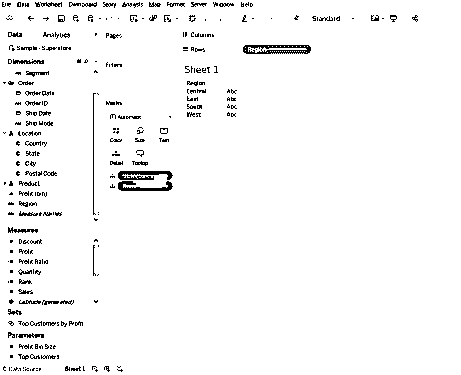 File Data Worksheet Dashboard Story Analysis Map Format Server Window Help
Standard
Data Analytics
Sample - Superstore
Dimensions
Segment
Order
Order Date
Order ID
Ship Date
Ship Mode
Location
Country
State
City
Postal Code
Product
Profit (bin)
Region
Measure Names
Measures
Discount
Profit
Profit Ratio
Quantity
Rank
Sales
Latitude (generated)
Sets
Top Customers by Profit
Parameters
Profit Bin Size
Top Customers
Data Source Sheet 1
Pages
Filters
Marks
Automatic
Color Size Text
Detail Tooltip
Columns
Rows Region
Sheet 1
Region
Central Abc
East Abc
South Abc
West Abc